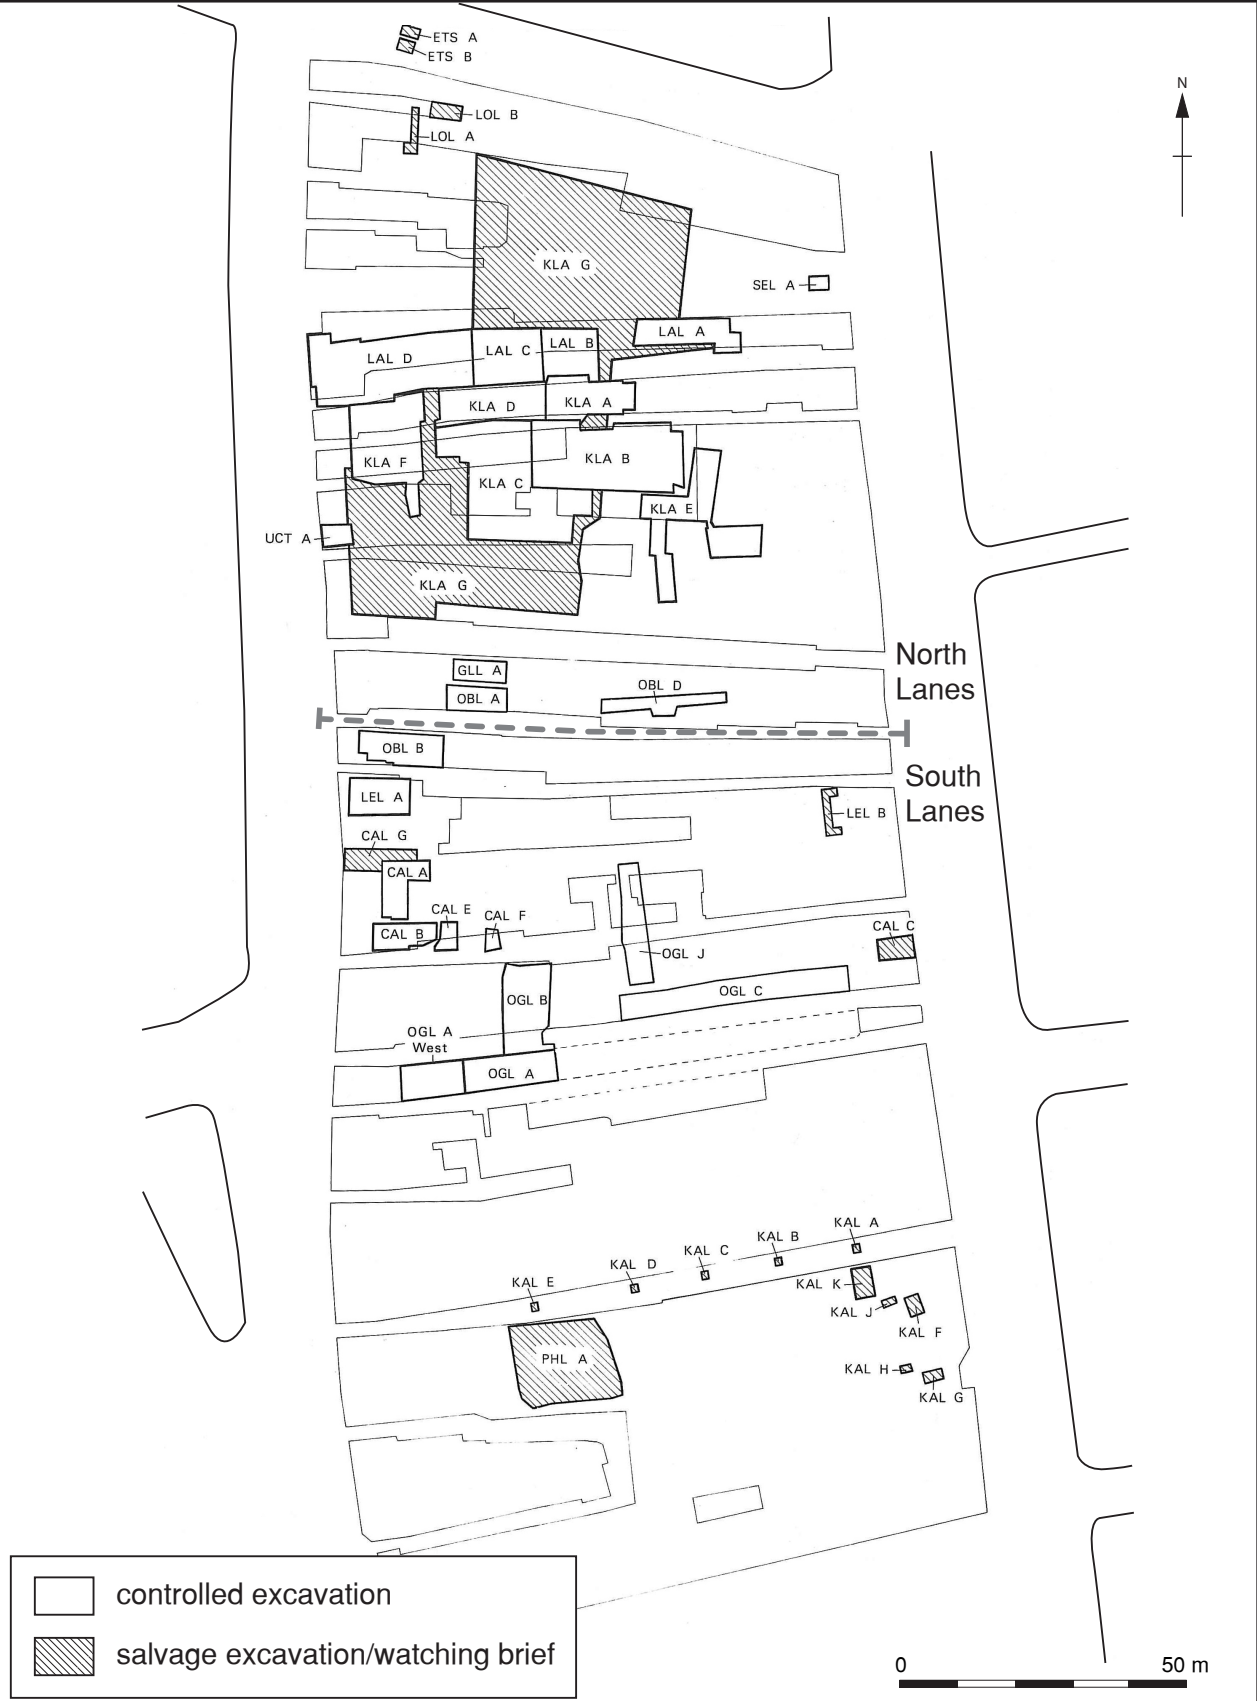 ETS A
ETS B
N
LOL B
LOL A
KLA G
SEL A
LAL A
LAL B
LAL C
LAL D
KLA A
KLA D
KLA B
KLA F
KLA C
KLA E
UCT A
KLA G
North
Lanes
GLL A
OBL D
OBL A
OBL B
South
Lanes
LEL A
LEL B
CAL G
CAL A
CAL E
CAL F
CAL B
CAL C
OGL J
OGL C
OGL B
OGL A
West
OGL A
KAL A
KAL B
KAL C
KAL D
KAL E
KAL K
KAL J
KAL F
PHL A
KAL H
KAL G
controlled excavation
salvage excavation/watching brief
0 50 m